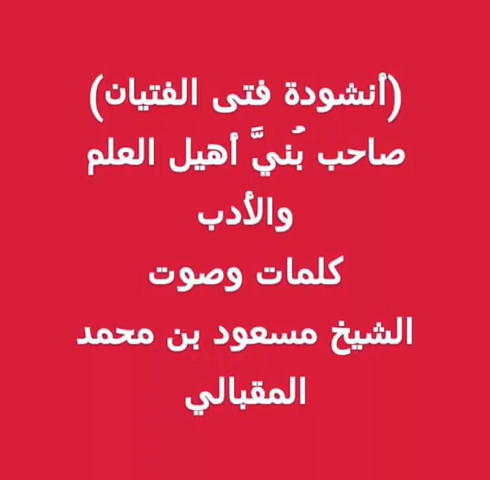 (أنشودة فتى الفتيان)
صاحب بُنيَّ أهيل العلم
والأدب
كلمات وصوت
الشيخ مسعود بن محمد
المقبالي